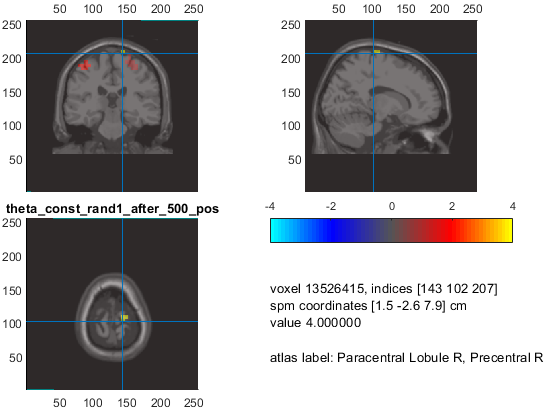 50 100 150 200 250
50 100 150 200 250
250
200
150
100
50
250
200
150
100
50
theta_const_rand1_after_500_pos
-4 -2 0 2 4
250
200
150
100
50
50 100 150 200 250
voxel 13526415, indices [143 102 207]
spm coordinates [1.5 -2.6 7.9] cm
value 4.000000
atlas label: Paracentral Lobule R, Precentral R